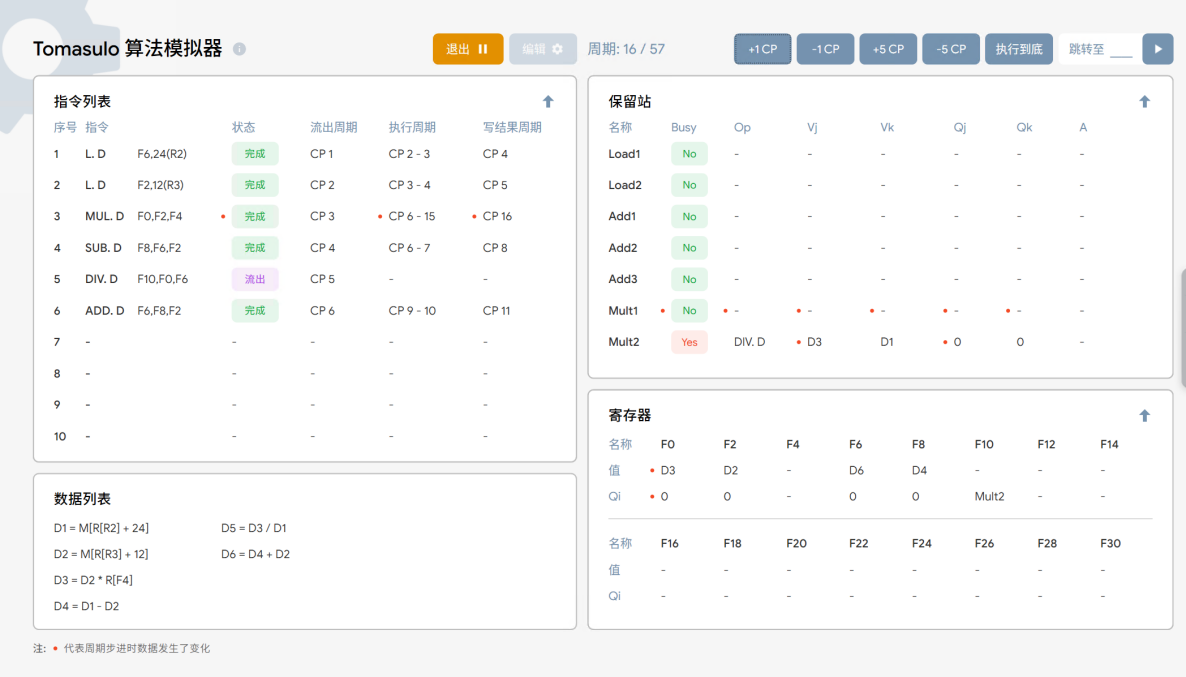 Tomasulo 算法模拟器
退出 编辑 周期: 16 / 57 +1 CP -1 CP +5 CP -5 CP 执行到底 跳转至 ___
指令列表
序号 指令 状态 流出周期 执行周期 写结果周期
1 L. D F6,24(R2) 完成 CP 1 CP 2 - 3 CP 4
2 L. D F2,12(R3) 完成 CP 2 CP 3 - 4 CP 5
3 MUL. D F0,F2,F4 • 完成 CP 3 • CP 6 - 15 • CP 16
4 SUB. D F8,F6,F2 完成 CP 4 CP 6 - 7 CP 8
5 DIV. D F10,F0,F6 流出 CP 5 - -
6 ADD. D F6,F8,F2 完成 CP 6 CP 9 - 10 CP 11
7 - - - - -
8 - - - - -
9 - - - - -
10 - - - - -
数据列表
D1 = M[R[R2] + 24] D5 = D3 / D1
D2 = M[R[R3] + 12] D6 = D4 + D2
D3 = D2 * R[F4]
D4 = D1 - D2
保留站
名称 Busy Op Vj Vk Qj Qk A
Load1 No - - - - - -
Load2 No - - - - - -
Add1 No - - - - - -
Add2 No - - - - - -
Add3 No - - - - - -
Mult1 • No • - • - • - • - • - -
Mult2 Yes DIV. D • D3 D1 • 0 0 -
寄存器
名称 F0 F2 F4 F6 F8 F10 F12 F14
值 • D3 D2 - D6 D4 - - -
Qi • 0 0 - 0 0 Mult2 - -
名称 F16 F18 F20 F22 F24 F26 F28 F30
值 - - - - - - - -
Qi - - - - - - - -
注: • 代表周期步进时数据发生了变化